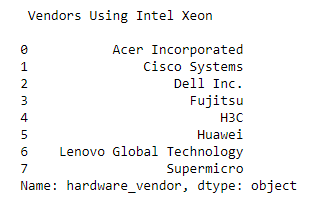 Vendors Using Intel Xeon
0 Acer Incorporated
1 Cisco Systems
2 Dell Inc.
3 Fujitsu
4 H3C
5 Huawei
6 Lenovo Global Technology
7 Supermicro
Name: hardware_vendor, dtype: object